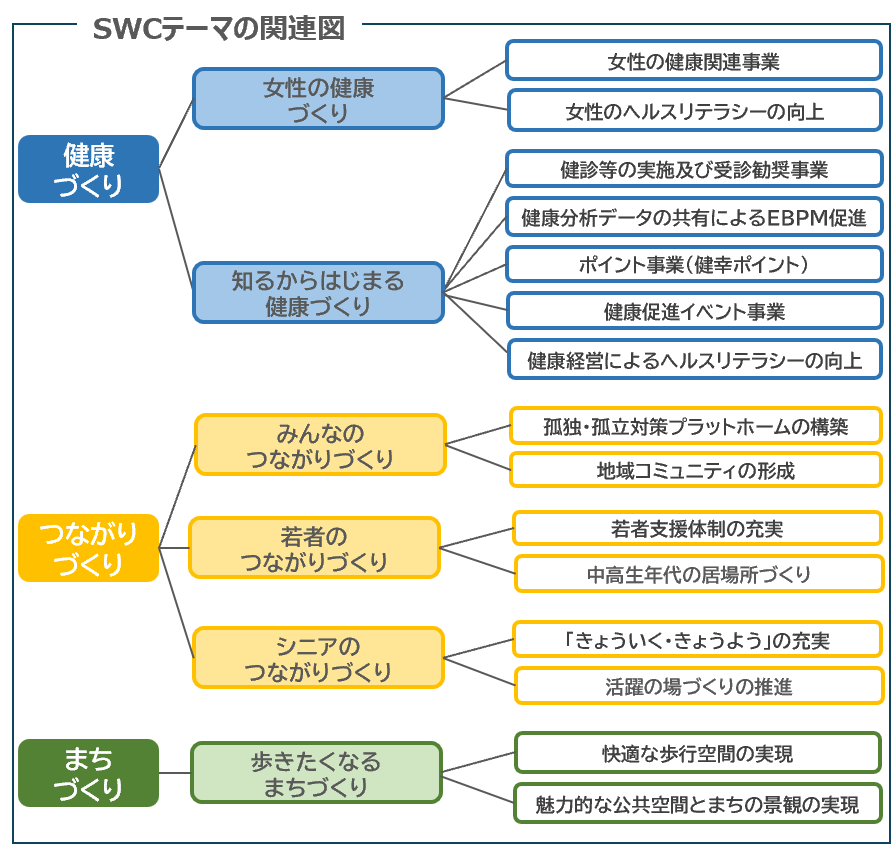 SWCテーマの関連図
健康
づくり
女性の健康
づくり
女性の健康関連事業
女性のヘルスリテラシーの向上
知るからはじまる
健康づくり
健診等の実施及び受診勧奨事業
健康分析データの共有によるEBPM促進
ポイント事業(健幸ポイント)
健康促進イベント事業
健康経営によるヘルスリテラシーの向上
つながり
づくり
みんなの
つながりづくり
孤独・孤立対策プラットホームの構築
地域コミュニティの形成
若者の
つながりづくり
若者支援体制の充実
中高生年代の居場所づくり
シニアの
つながりづくり
「きょういく・きょうよう」の充実
活躍の場づくりの推進
まち
づくり
歩きたくなる
まちづくり
快適な歩行空間の実現
魅力的な公共空間とまちの景観の実現